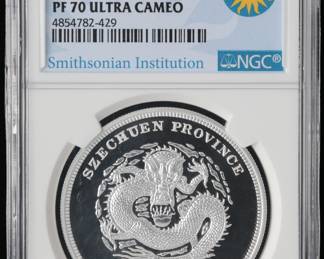 PF 70 ULTRA CAMEO
4854782-429
Smithsonian Institution
NGC®
SZECHUEN PROVINCE